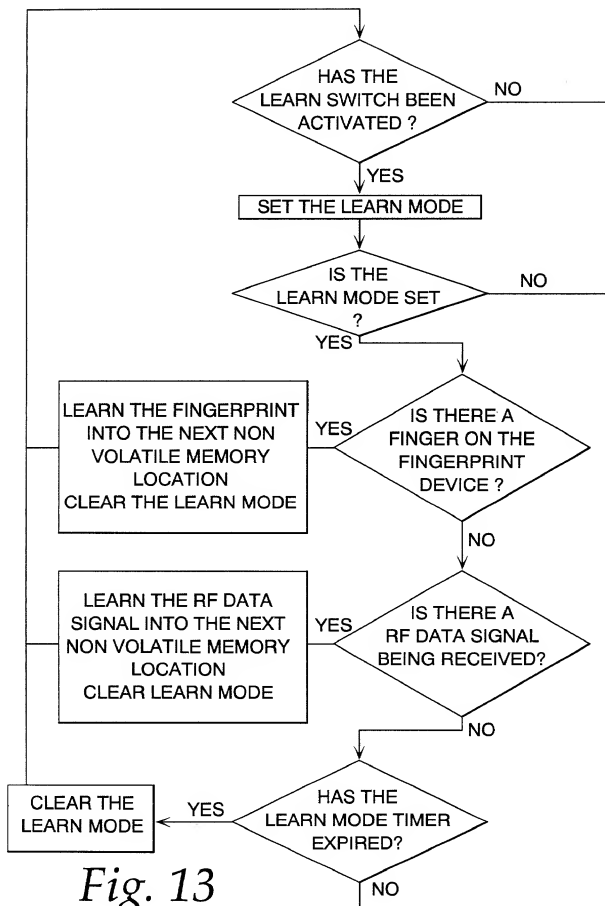 HAS THE
LEARN SWITCH BEEN
ACTIVATED ?
NO
YES
SET THE LEARN MODE
IS THE
LEARN MODE SET
?
NO
YES
LEARN THE FINGERPRINT
INTO THE NEXT NON
VOLATILE MEMORY
LOCATION
CLEAR THE LEARN MODE
YES
IS THERE A
FINGER ON THE
FINGERPRINT
DEVICE ?
NO
LEARN THE RF DATA
SIGNAL INTO THE NEXT
NON VOLATILE MEMORY
LOCATION
CLEAR LEARN MODE
YES
IS THERE A
RF DATA SIGNAL
BEING RECEIVED?
NO
CLEAR THE
LEARN MODE
YES
HAS THE
LEARN MODE TIMER
EXPIRED?
NO
Fig. 13